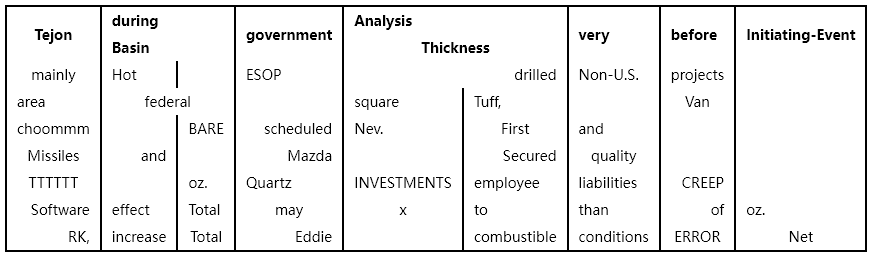 Tejon during Basin government Analysis Thickness very before Initiating-Event
mainly Hot ESOP drilled Non-U.S. projects
area federal square Tuff, Van
choommm BARE scheduled Nev. First and
Missiles and Mazda Secured quality
TTTTTT oz. Quartz INVESTMENTS employee liabilities CREEP
Software effect Total may x to than of oz.
RK, increase Total Eddie combustible conditions ERROR Net